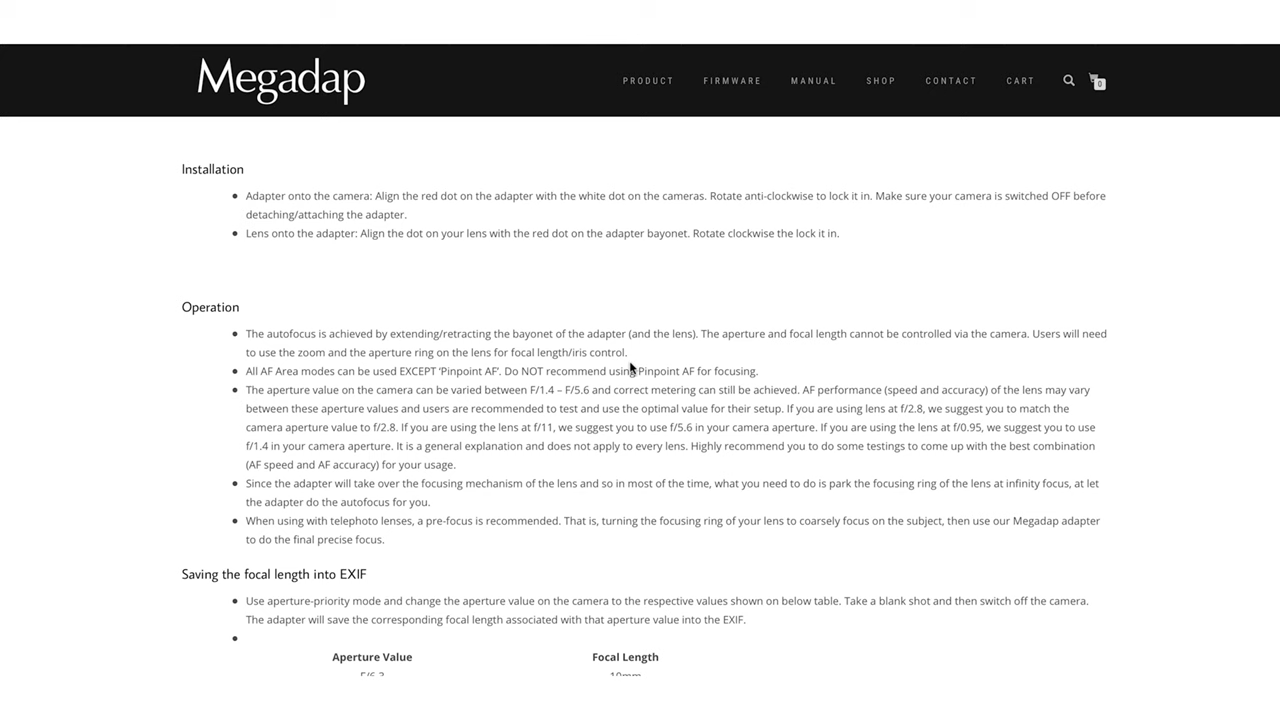 Megadap
PRODUCT FIRMWARE MANUAL SHOP CONTACT CART 0
Installation
Adapter onto the camera: Align the red dot on the adapter with the white dot on the cameras. Rotate anti-clockwise to lock it in. Make sure your camera is switched OFF before
detaching/attaching the adapter.
Lens onto the adapter: Align the dot on your lens with the red dot on the adapter bayonet. Rotate clockwise the lock it in.
Operation
The autofocus is achieved by extending/retracting the bayonet of the adapter (and the lens). The aperture and focal length cannot be controlled via the camera. Users will need
to use the zoom and the aperture ring on the lens for focal length/iris control.
All AF Area modes can be used EXCEPT ‘Pinpoint AF’. Do NOT recommend using Pinpoint AF for focusing.
The aperture value on the camera can be varied between F/1.4 – F/5.6 and correct metering can still be achieved. AF performance (speed and accuracy) of the lens may vary
between these aperture values and users are recommended to test and use the optimal value for their setup. If you are using lens at f/2.8, we suggest you to match the
camera aperture value to f/2.8. If you are using the lens at f/11, we suggest you to use f/5.6 in your camera aperture. If you are using the lens at f/0.95, we suggest you to use
f/1.4 in your camera aperture. It is a general explanation and does not apply to every lens. Highly recommend you to do some testings to come up with the best combination
(AF speed and AF accuracy) for your usage.
Since the adapter will take over the focusing mechanism of the lens and so in most of the time, what you need to do is park the focusing ring of the lens at infinity focus, at let
the adapter do the autofocus for you.
When using with telephoto lenses, a pre-focus is recommended. That is, turning the focusing ring of your lens to coarsely focus on the subject, then use our Megadap adapter
to do the final precise focus.
Saving the focal length into EXIF
Use aperture-priority mode and change the aperture value on the camera to the respective values shown on below table. Take a blank shot and then switch off the camera.
The adapter will save the corresponding focal length associated with that aperture value into the EXIF.
Aperture Value Focal Length
F/6.3 10mm